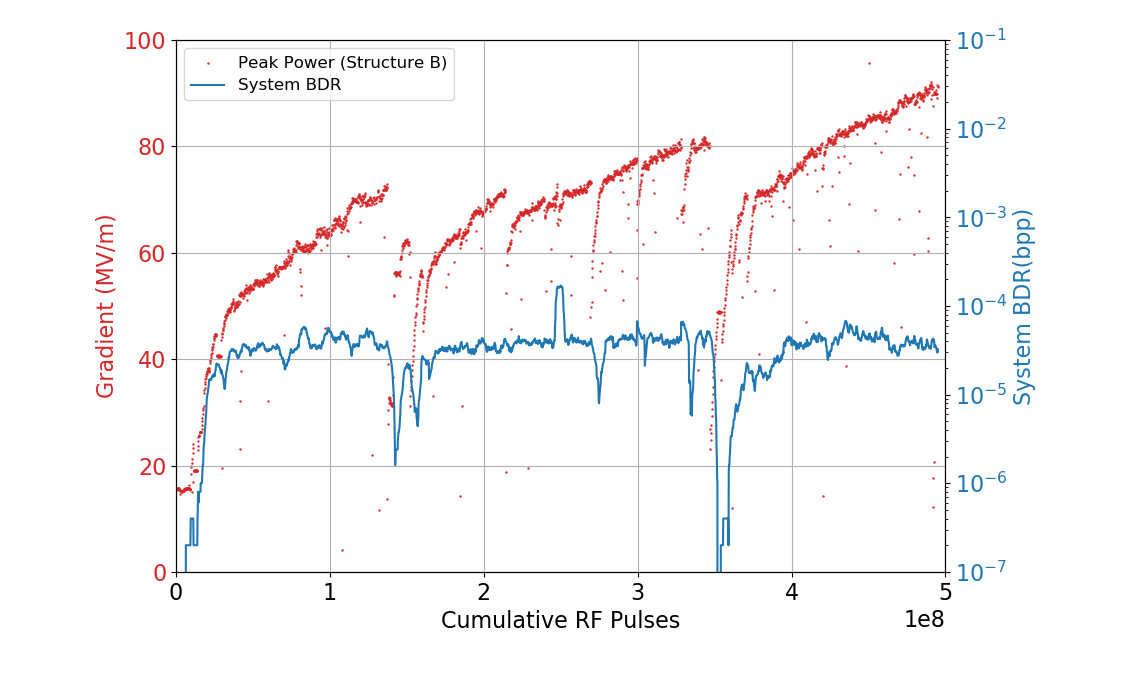 Peak Power (Structure B)
System BDR
100
80
60
40
20
0
Gradient (MV/m)
10⁻¹
10⁻²
10⁻³
10⁻⁴
10⁻⁵
10⁻⁶
10⁻⁷
System BDR(bpp)
0 1 2 3 4 5
1e8
Cumulative RF Pulses